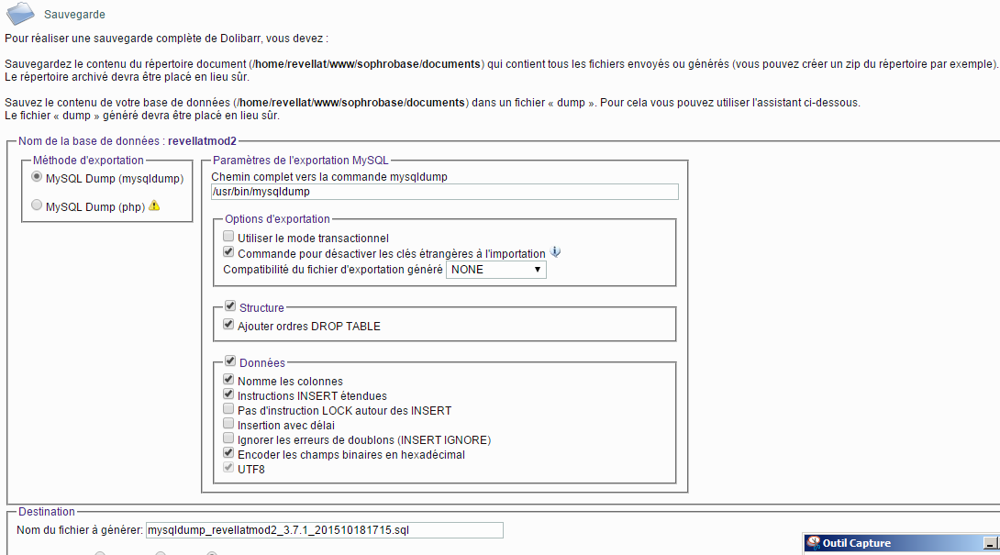 Sauvegarde
Pour réaliser une sauvegarde complète de Dolibarr, vous devez :
Sauvegardez le contenu du répertoire document (/home/revellat/www/sophrobase/documents) qui contient tous les fichiers envoyés ou générés (vous pouvez créer un zip du répertoire par exemple).
Le répertoire archivé devra être placé en lieu sûr.
Sauvez le contenu de votre base de données (/home/revellat/www/sophrobase/documents) dans un fichier « dump ». Pour cela vous pouvez utiliser l'assistant ci-dessous.
Le fichier « dump » généré devra être placé en lieu sûr.
Nom de la base de données : revellatmod2
Méthode d'exportation
MySQL Dump (mysqldump)
MySQL Dump (php)
Paramètres de l'exportation MySQL
Chemin complet vers la commande mysqldump
/usr/bin/mysqldump
Options d'exportation
Utiliser le mode transactionnel
Commande pour désactiver les clés étrangères à l'importation
Compatibilité du fichier d'exportation généré NONE
Structure
Ajouter ordres DROP TABLE
Données
Nomme les colonnes
Instructions INSERT étendues
Pas d'instruction LOCK autour des INSERT
Insertion avec délai
Ignorer les erreurs de doublons (INSERT IGNORE)
Encoder les champs binaires en hexadécimal
UTF8
Destination
Nom du fichier à générer: mysqldump_revellatmod2_3.7.1_201510181715.sql
Outil Capture